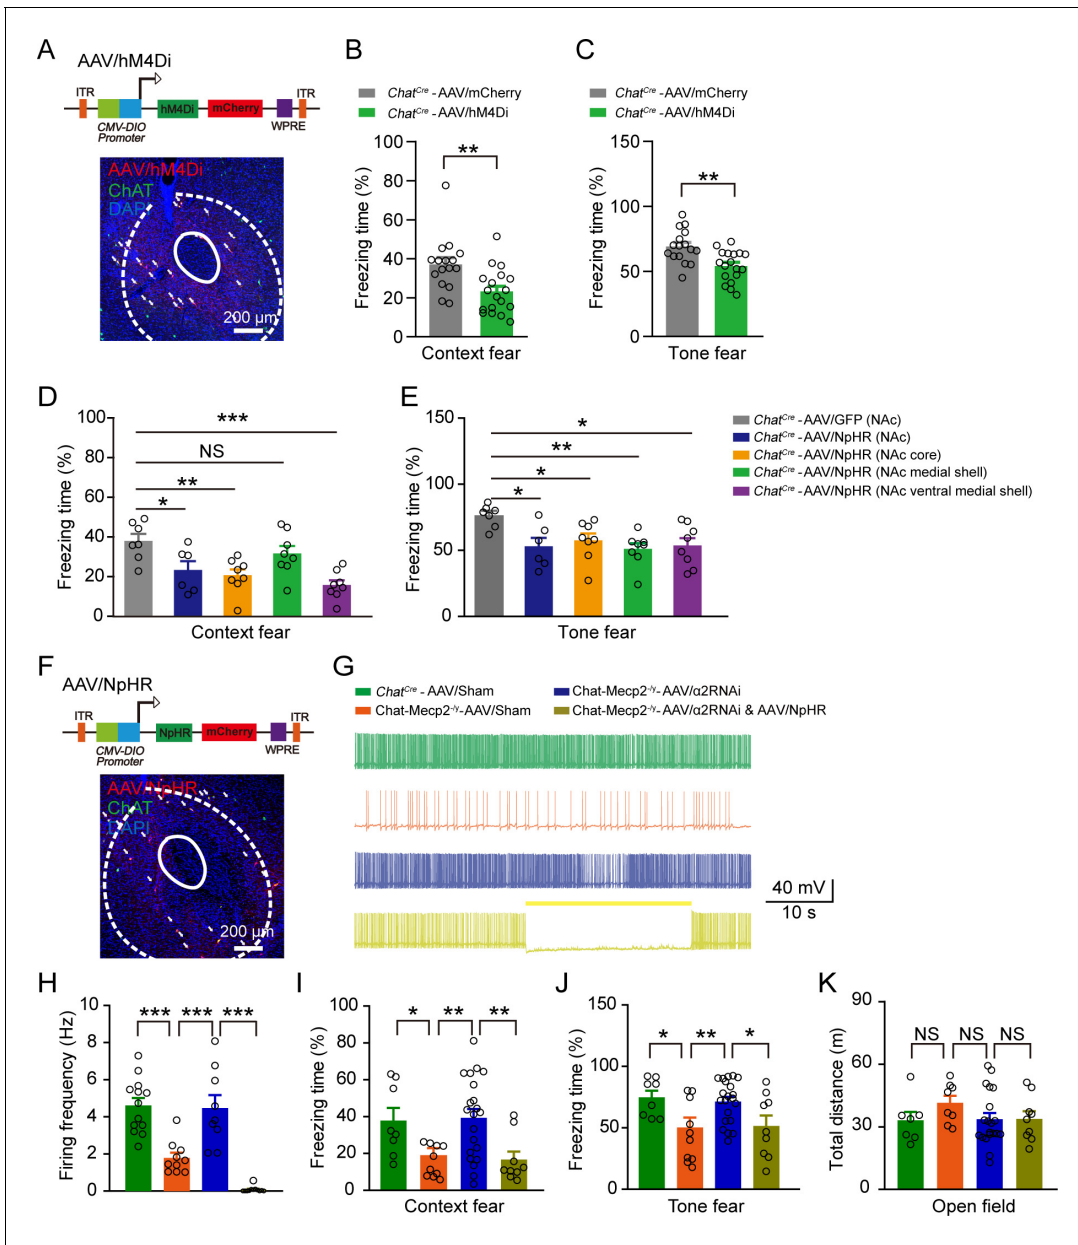 A
AAV/hM4Di
ITR
ITR
hM4Di
mCherry
CMV-DIO
Promoter
WPRE
AAV/hM4Di
ChAT
DAPI
200 μm
B
ChatCre -AAV/mCherry
ChatCre -AAV/hM4Di
Freezing time (%)
100
80
60
40
20
0
**
Context fear
C
ChatCre -AAV/mCherry
ChatCre -AAV/hM4Di
Freezing time (%)
150
100
50
0
**
Tone fear
D
Freezing time (%)
100
80
60
40
20
0
***
NS
**
*
Context fear
E
Freezing time (%)
150
100
50
0
*
**
*
*
Tone fear
ChatCre -AAV/GFP (NAc)
ChatCre -AAV/NpHR (NAc)
ChatCre -AAV/NpHR (NAc core)
ChatCre -AAV/NpHR (NAc medial shell)
ChatCre -AAV/NpHR (NAc ventral medial shell)
F
AAV/NpHR
ITR
ITR
NpHR
mCherry
CMV-DIO
Promoter
WPRE
AAV/NpHR
ChAT
DAPI
200 μm
G
ChatCre - AAV/Sham
Chat-Mecp2-/y-AAV/Sham
Chat-Mecp2-/y- AAV/α2RNAi
Chat-Mecp2-/y- AAV/α2RNAi & AAV/NpHR
40 mV
10 s
H
Firing frequency (Hz)
10
8
6
4
2
0
*** *** ***
I
Freezing time (%)
100
80
60
40
20
0
* ** **
Context fear
J
Freezing time (%)
150
100
50
0
* ** *
Tone fear
K
Total distance (m)
90
60
30
0
NS NS NS
Open field